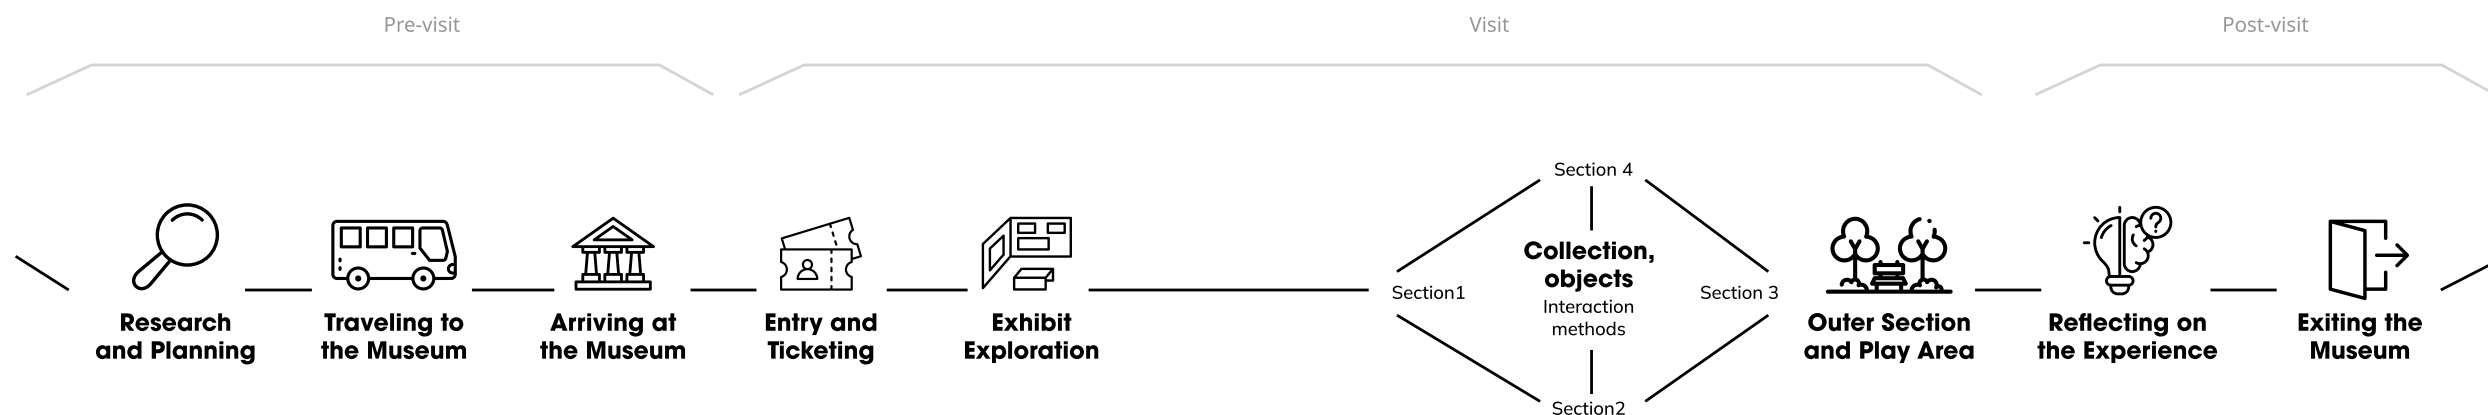 Pre-visit
Visit
Post-visit
Research
and Planning
Traveling to
the Museum
Arriving at
the Museum
Entry and
Ticketing
Exhibit
Exploration
Section1
Section 4
Collection,
objects
Interaction
methods
Section2
Section 3
Outer Section
and Play Area
Reflecting on
the Experience
?
Exiting the
Museum